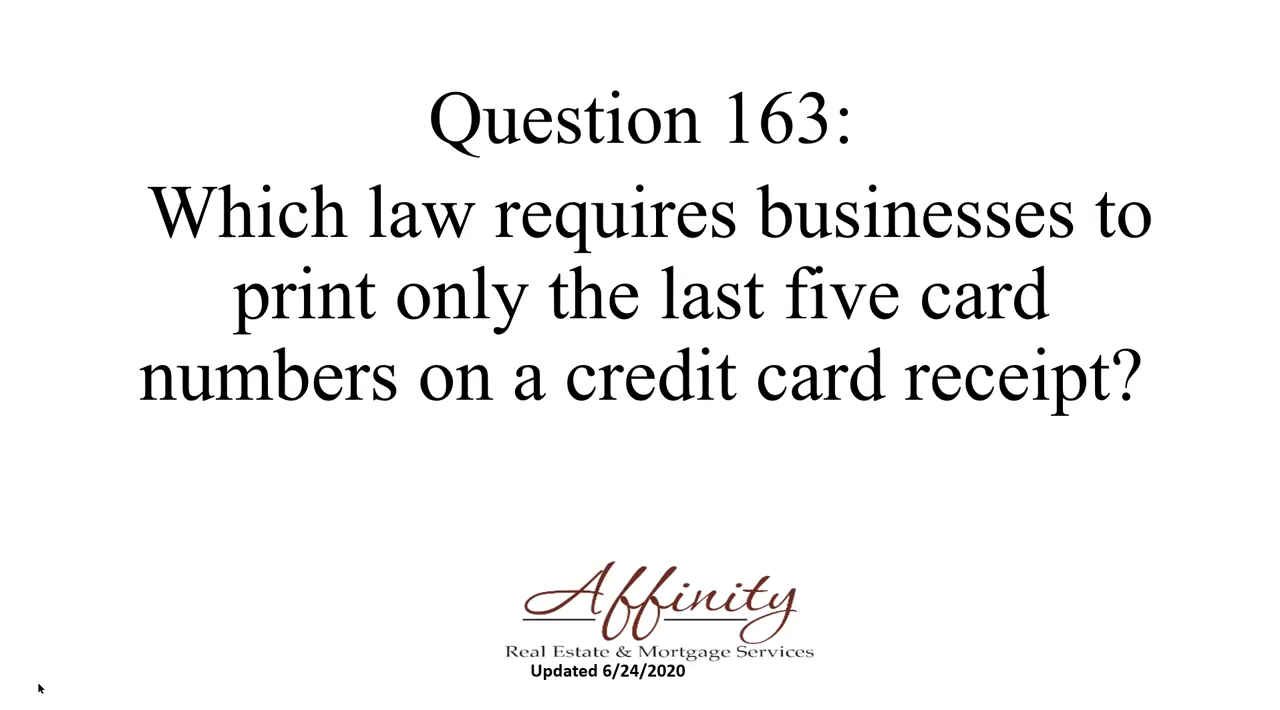 Question 163:
Which law requires businesses to
print only the last five card
numbers on a credit card receipt?
Affinity
Real Estate & Mortgage Services
Updated 6/24/2020